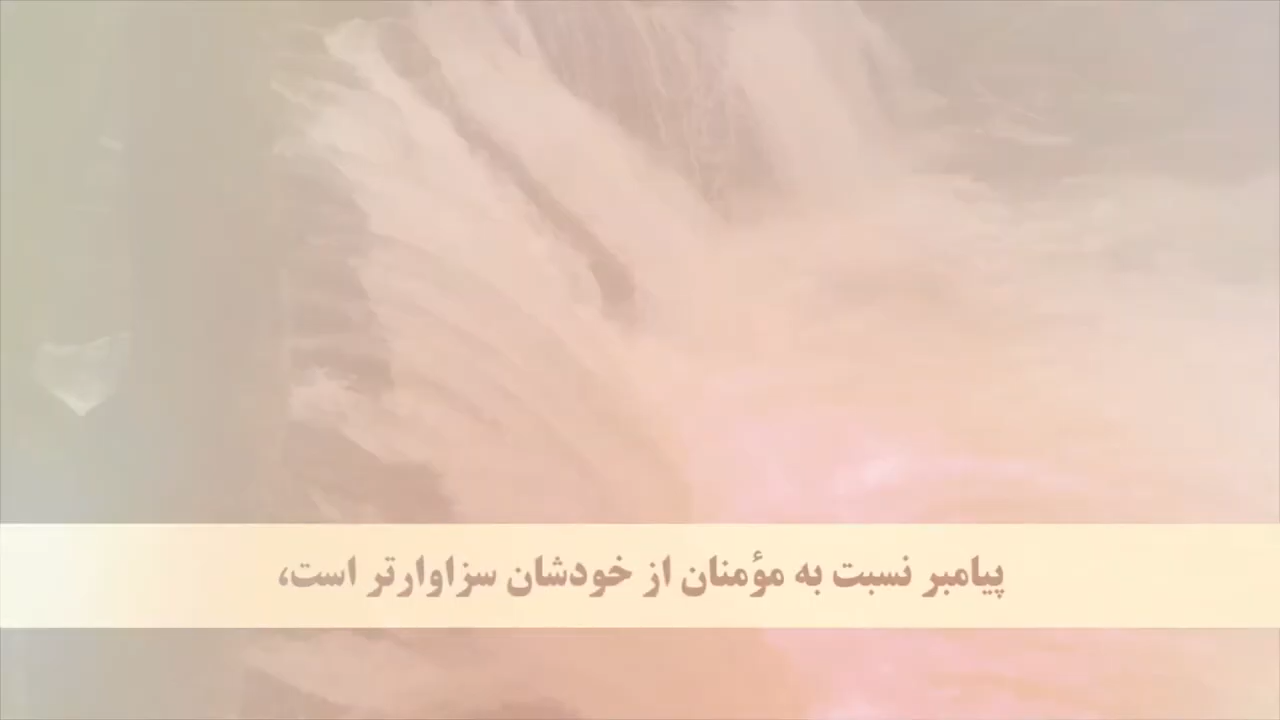 پیامبر نسبت به مؤمنان از خودشان سزاوارتر است،